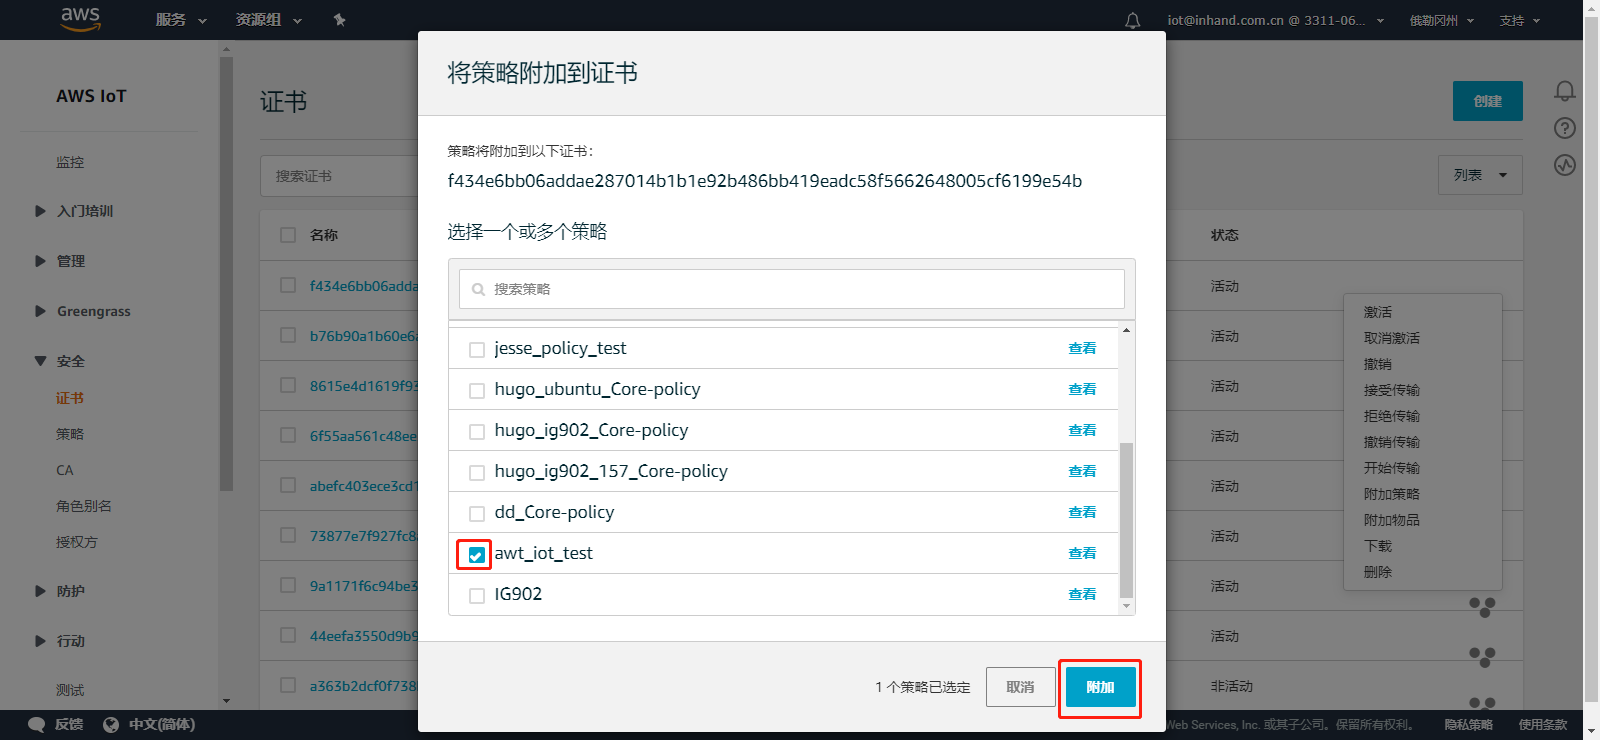 aws 服务 资源组 iot@inhand.com.cn @ 3311-06... 俄勒冈州 支持
AWS IoT
监控
入门培训
管理
Greengrass
安全
证书
策略
CA
角色别名
授权方
防护
行动
测试
证书
创建
搜索证书
列表
名称
状态
f434e6bb06adda
活动
b76b90a1b60e6a
活动
8615e4d1619f93
活动
6f55aa561c48ee
活动
abefc403ece3cd1
活动
73877e7f927fc8
活动
9a1171f6c94be3
活动
44eefa3550d9b9
活动
a363b2dcf0f738
非活动
激活
取消激活
撤销
接受传输
拒绝传输
撤销传输
开始传输
附加策略
附加物品
下载
删除
将策略附加到证书
策略将附加到以下证书：
f434e6bb06addae287014b1b1e92b486bb419eadc58f5662648005cf6199e54b
选择一个或多个策略
搜索策略
jesse_policy_test 查看
hugo_ubuntu_Core-policy 查看
hugo_ig902_Core-policy 查看
hugo_ig902_157_Core-policy 查看
dd_Core-policy 查看
awt_iot_test 查看
IG902 查看
1 个策略已选定 取消 附加
反馈 中文(简体) Web Services, Inc. 或其子公司。保留所有权利。 隐私策略 使用条款